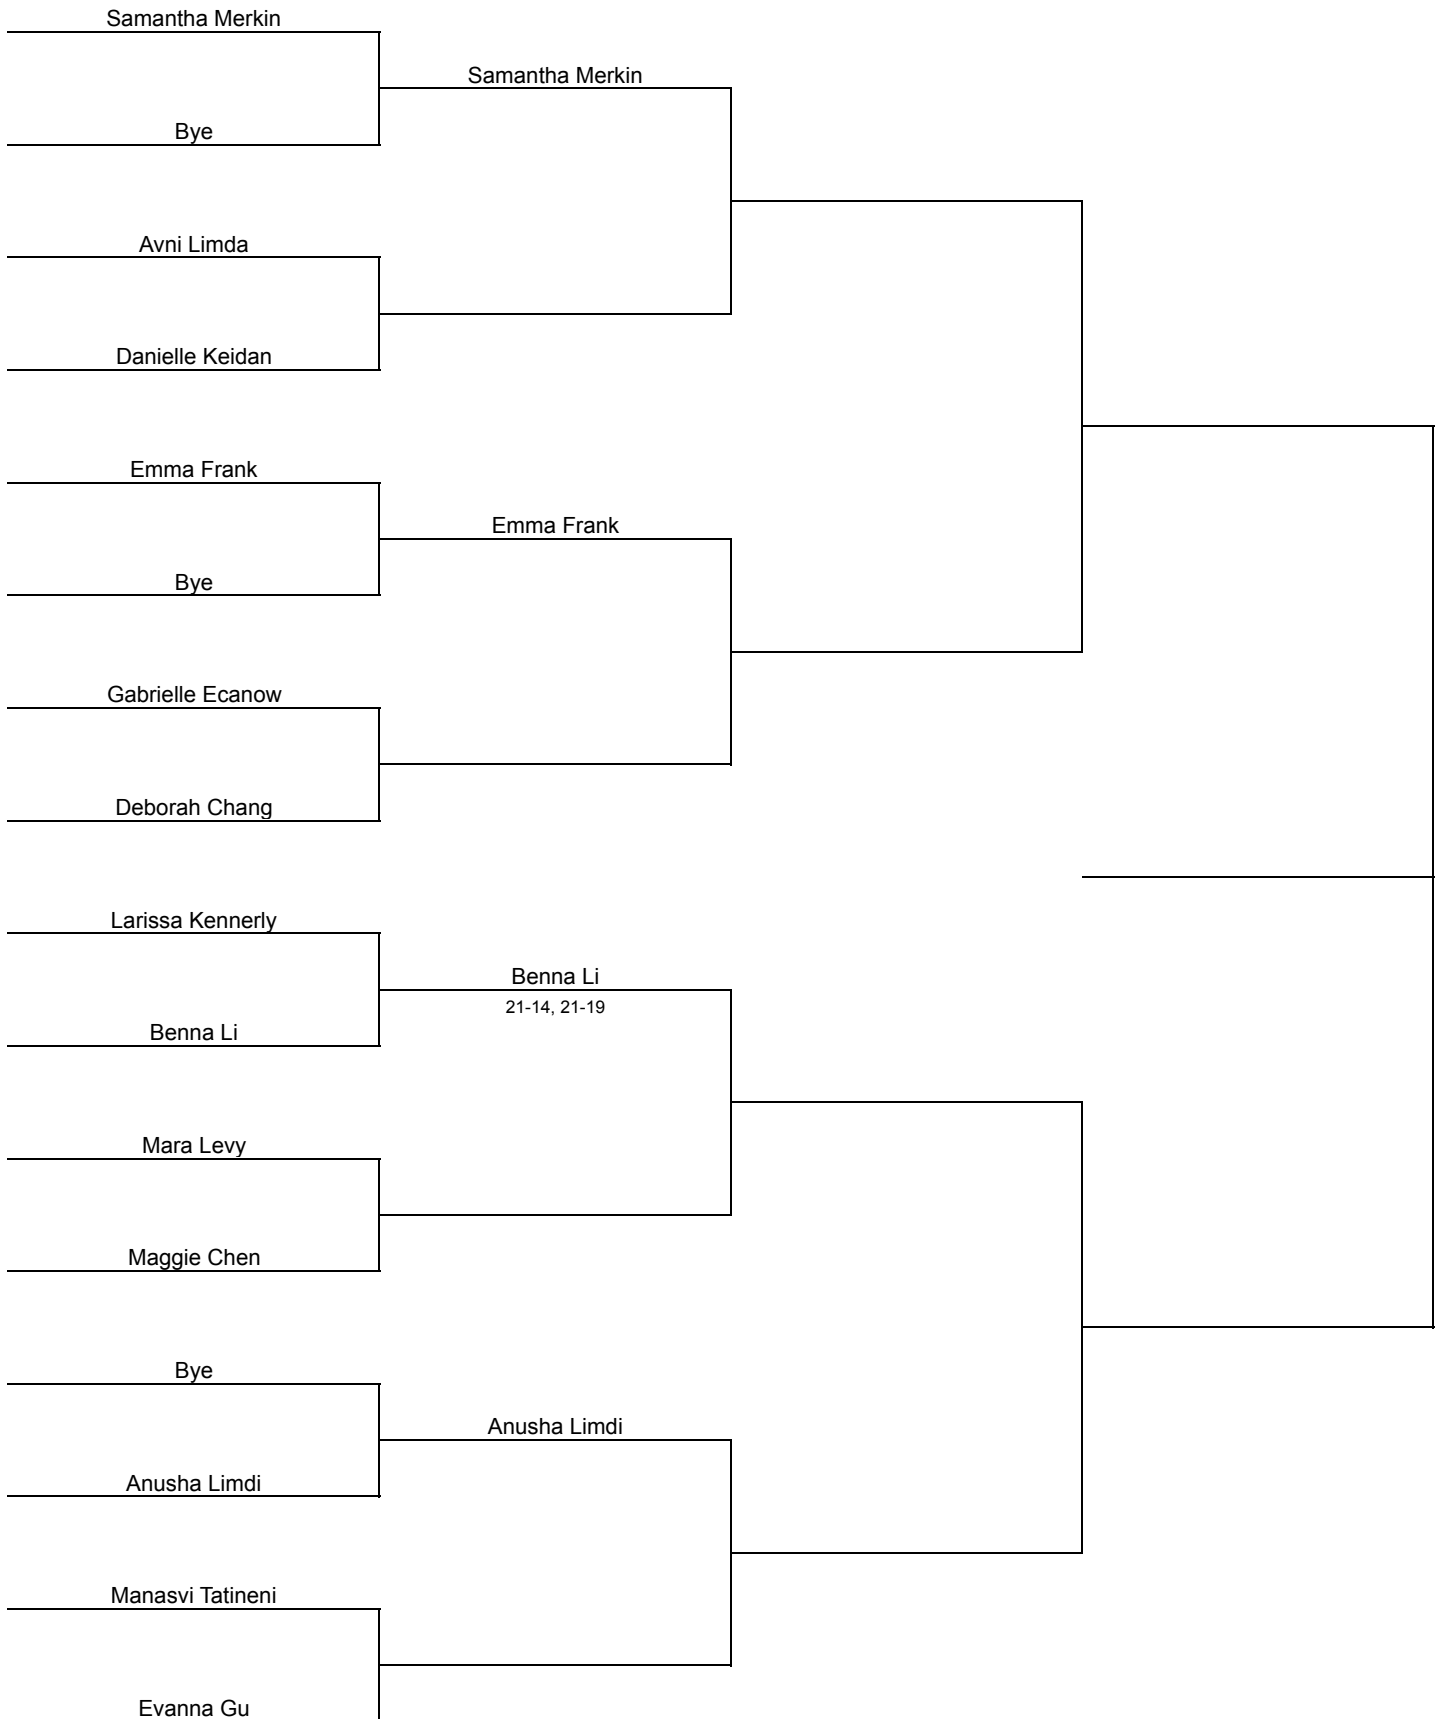 Samantha Merkin
Samantha Merkin
Bye
Avni Limda
Danielle Keidan
Emma Frank
Emma Frank
Bye
Gabrielle Ecanow
Deborah Chang
Larissa Kennerly
Benna Li
21-14, 21-19
Benna Li
Mara Levy
Maggie Chen
Bye
Anusha Limdi
Anusha Limdi
Manasvi Tatineni
Evanna Gu